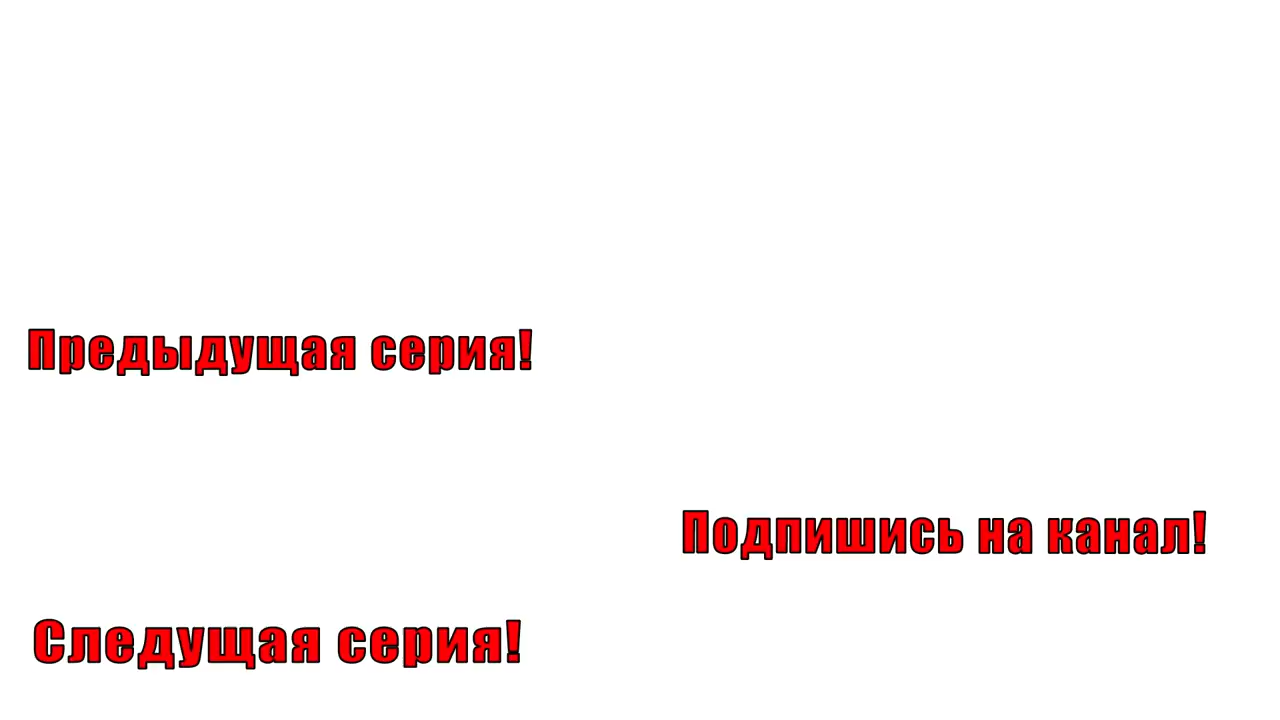 Предыдущая серия!
Подпишись на канал!
Следущая серия!